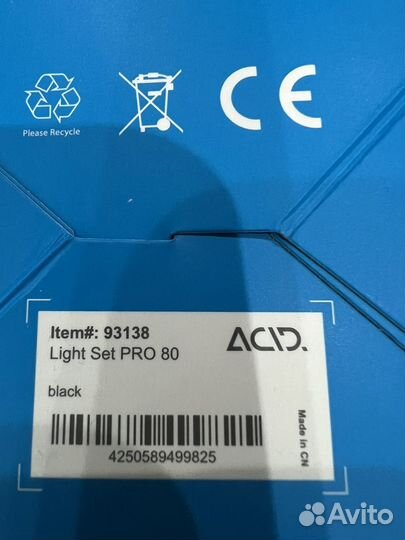 Please Recycle
CE
Item#: 93138
ACID.
Light Set PRO 80
black
Made in CN
4250589499825
Avito